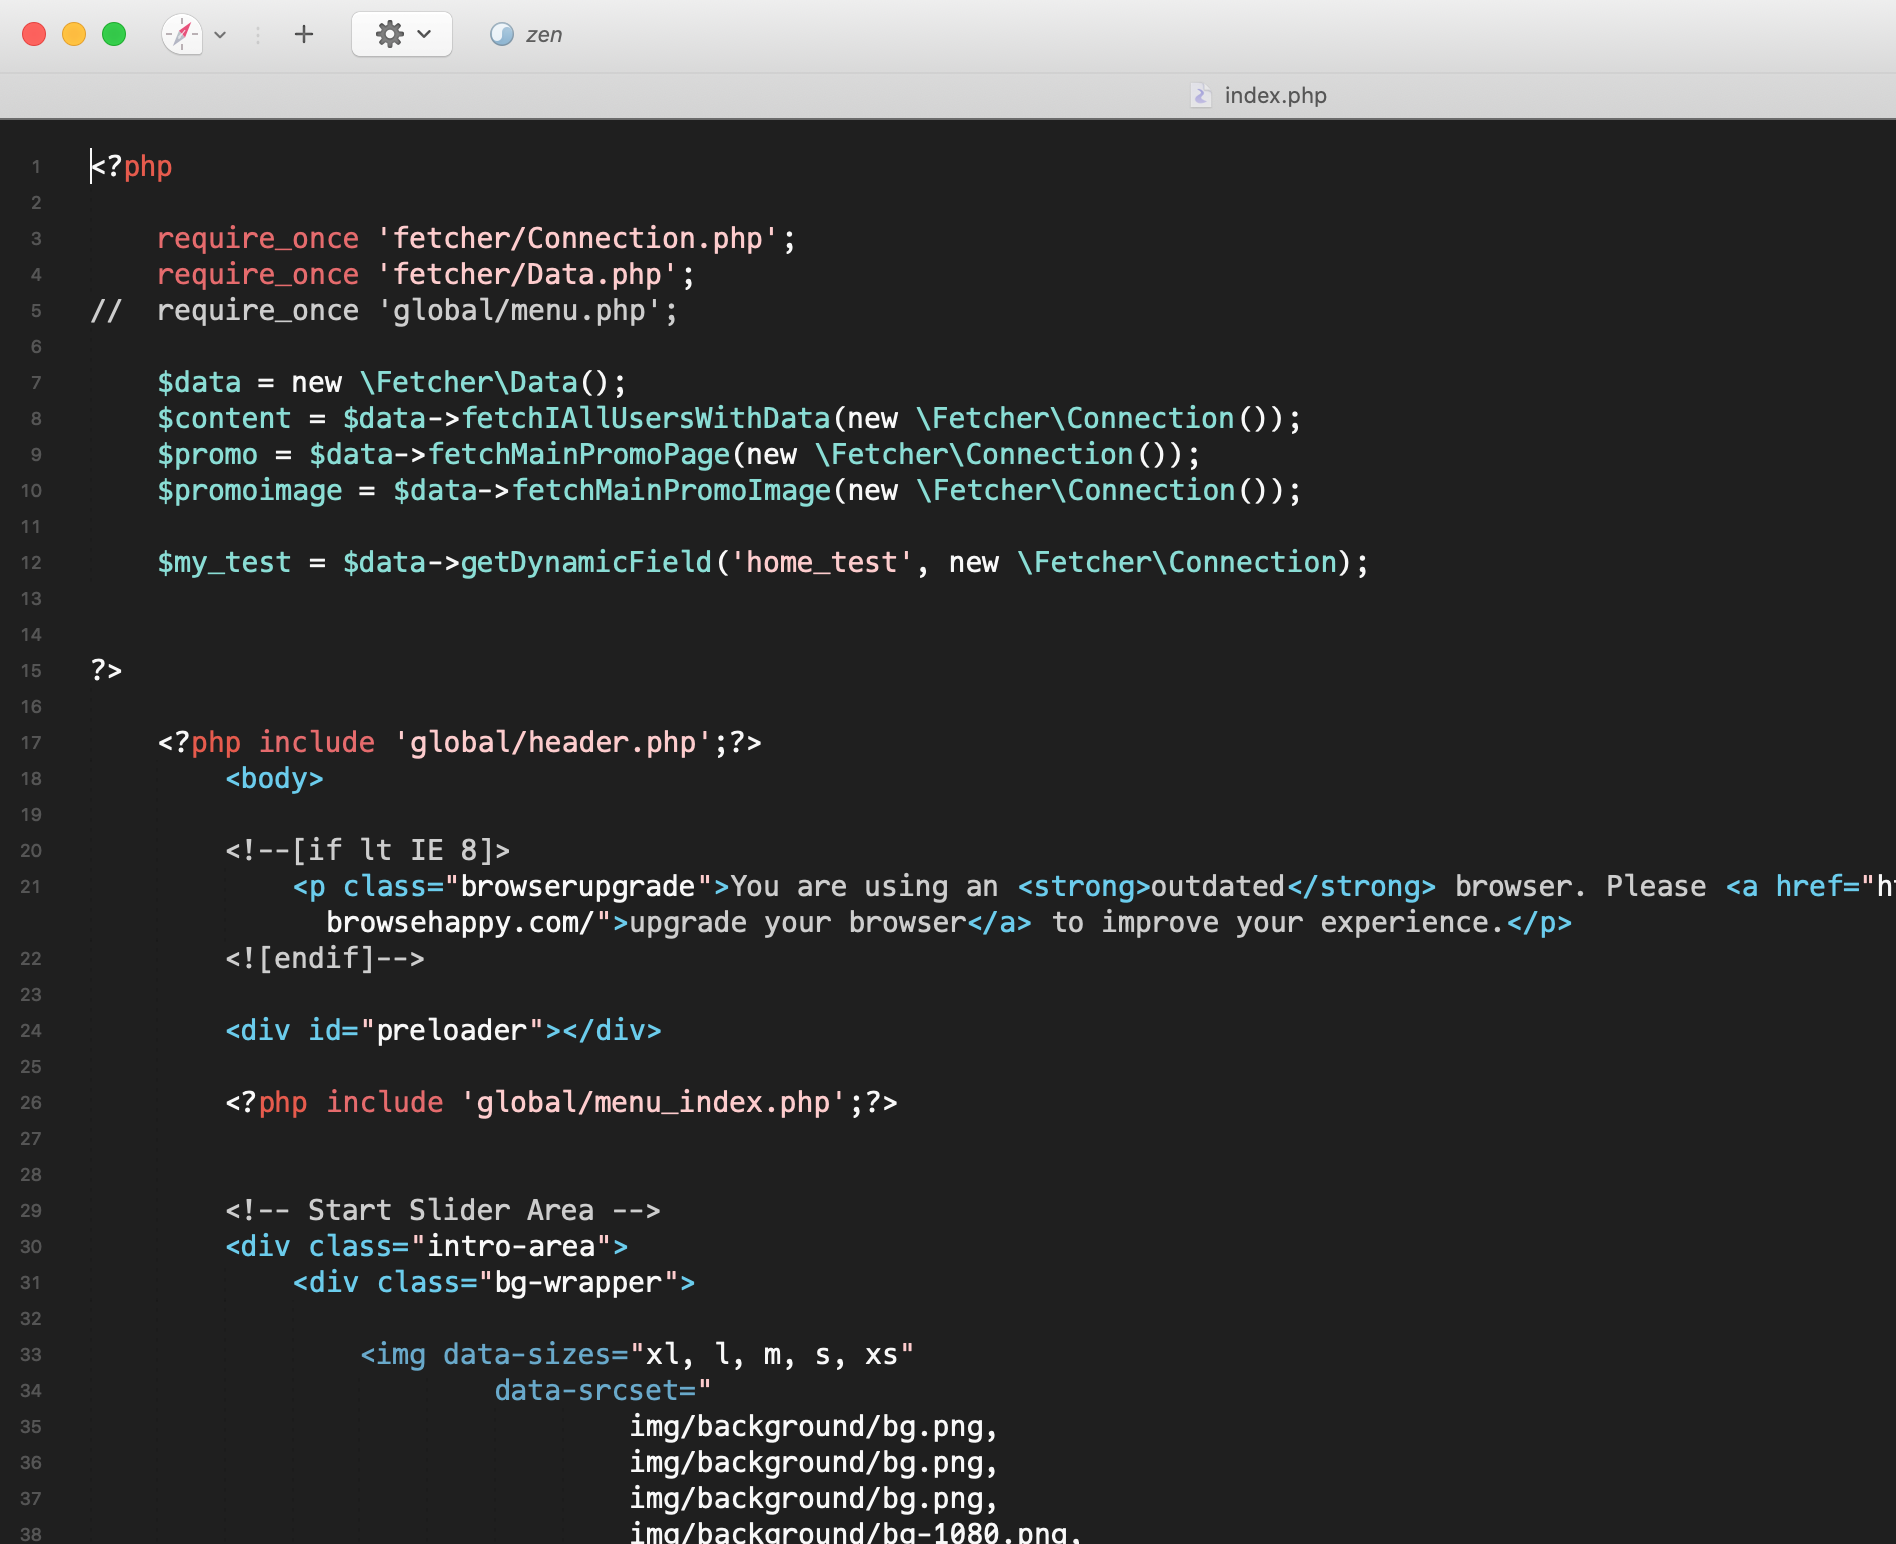 zen
index.php
1 <?php
2
3 require_once 'fetcher/Connection.php';
4 require_once 'fetcher/Data.php';
5 // require_once 'global/menu.php';
6
7 $data = new \Fetcher\Data();
8 $content = $data->fetchIAllUsersWithData(new \Fetcher\Connection());
9 $promo = $data->fetchMainPromoPage(new \Fetcher\Connection());
10 $promoimage = $data->fetchMainPromoImage(new \Fetcher\Connection());
11
12 $my_test = $data->getDynamicField('home_test', new \Fetcher\Connection);
13
14
15 ?>
16
17 <?php include 'global/header.php';?>
18 <body>
19
20 <!--[if lt IE 8]>
21 <p class="browserupgrade">You are using an <strong>outdated</strong> browser. Please <a href="h
browsehappy.com/">upgrade your browser</a> to improve your experience.</p>
22 <![endif]-->
23
24 <div id="preloader"></div>
25
26 <?php include 'global/menu_index.php';?>
27
28
29 <!-- Start Slider Area -->
30 <div class="intro-area">
31 <div class="bg-wrapper">
32
33 <img data-sizes="xl, l, m, s, xs"
34 data-srcset="
35 img/background/bg.png,
36 img/background/bg.png,
37 img/background/bg.png,
38 img/background/bg-1080.png,